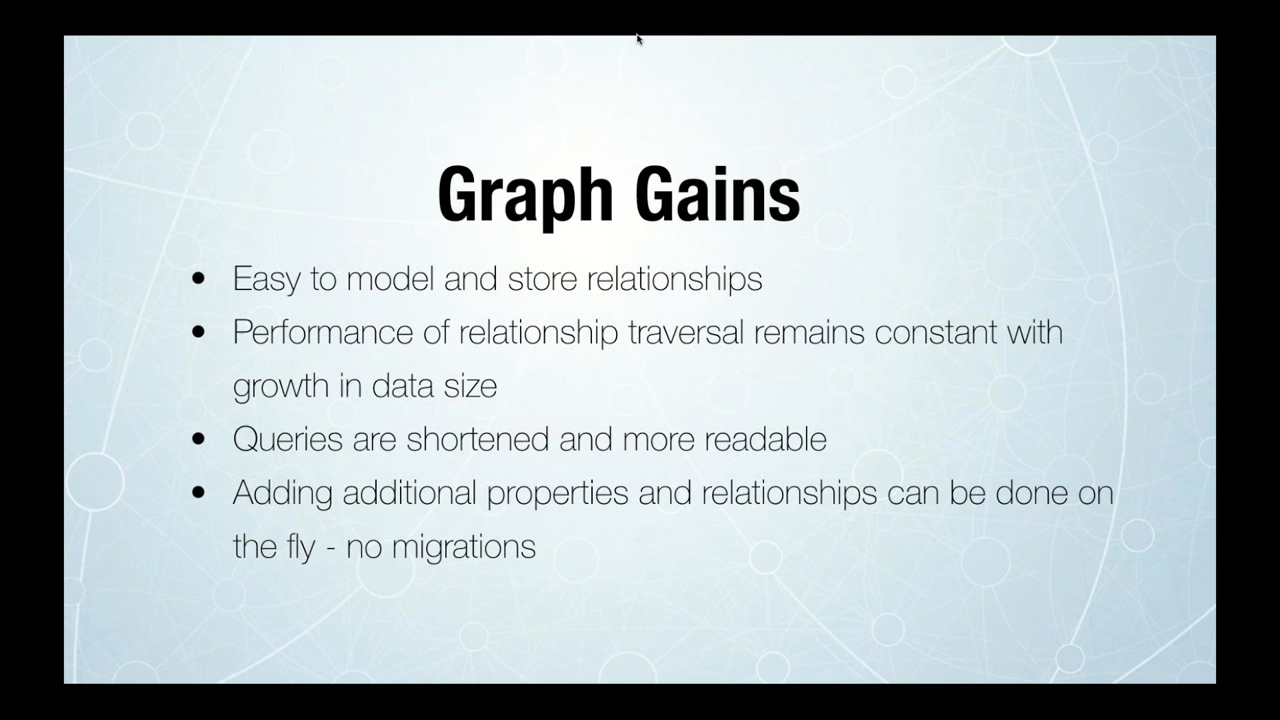 Graph Gains
• Easy to model and store relationships
• Performance of relationship traversal remains constant with
growth in data size
• Queries are shortened and more readable
• Adding additional properties and relationships can be done on
the fly - no migrations